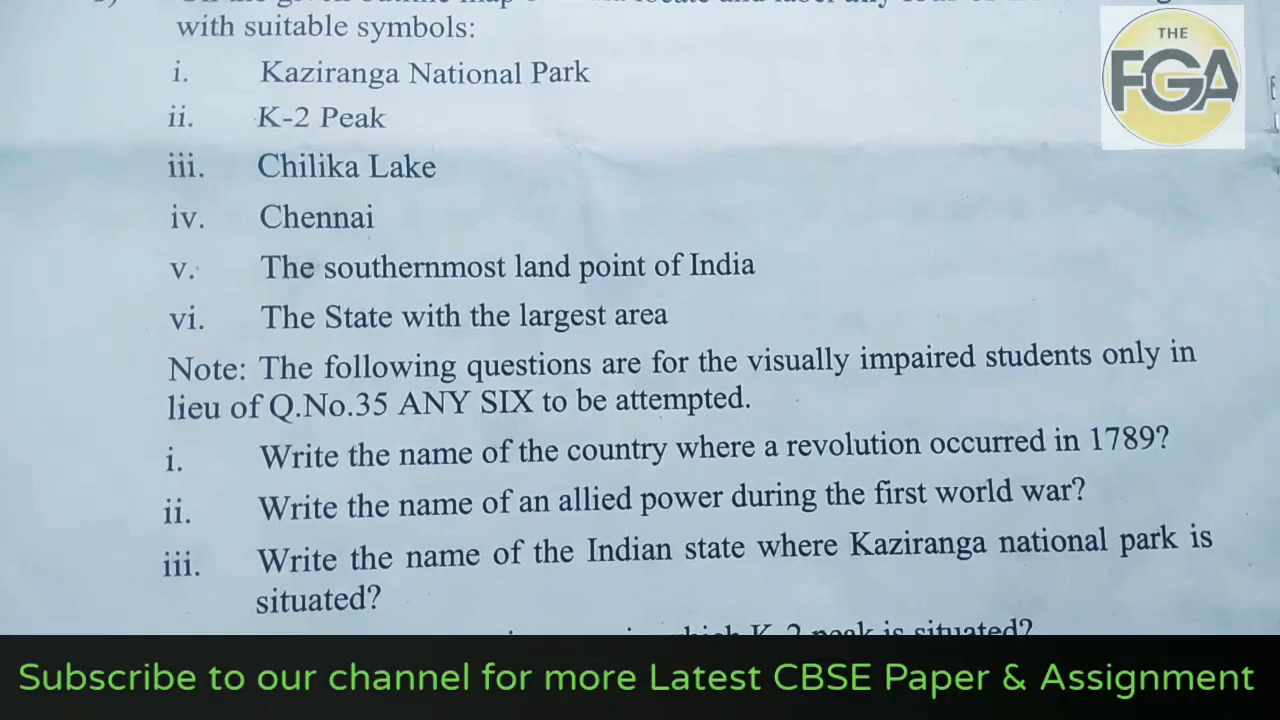 with suitable symbols:
i. Kaziranga National Park
ii. K-2 Peak
iii. Chilika Lake
iv. Chennai
v. The southernmost land point of India
vi. The State with the largest area
Note: The following questions are for the visually impaired students only in
lieu of Q.No.35 ANY SIX to be attempted.
i. Write the name of the country where a revolution occurred in 1789?
ii. Write the name of an allied power during the first world war?
iii. Write the name of the Indian state where Kaziranga national park is
situated?
which K-2 peak is situated?
THE
FGA
Subscribe to our channel for more Latest CBSE Paper & Assignment